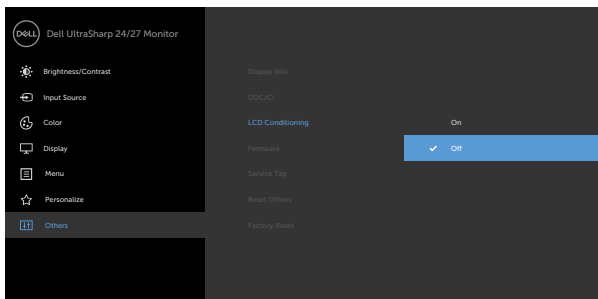 DELL
Dell UltraSharp 24/27 Monitor
Brightness/Contrast
Display Info
Input Source
DDC/CI
Color
LCD Conditioning
On
Display
Firmware
Off
Menu
Service Tag
Personalize
Reset Others
Others
Factory Reset